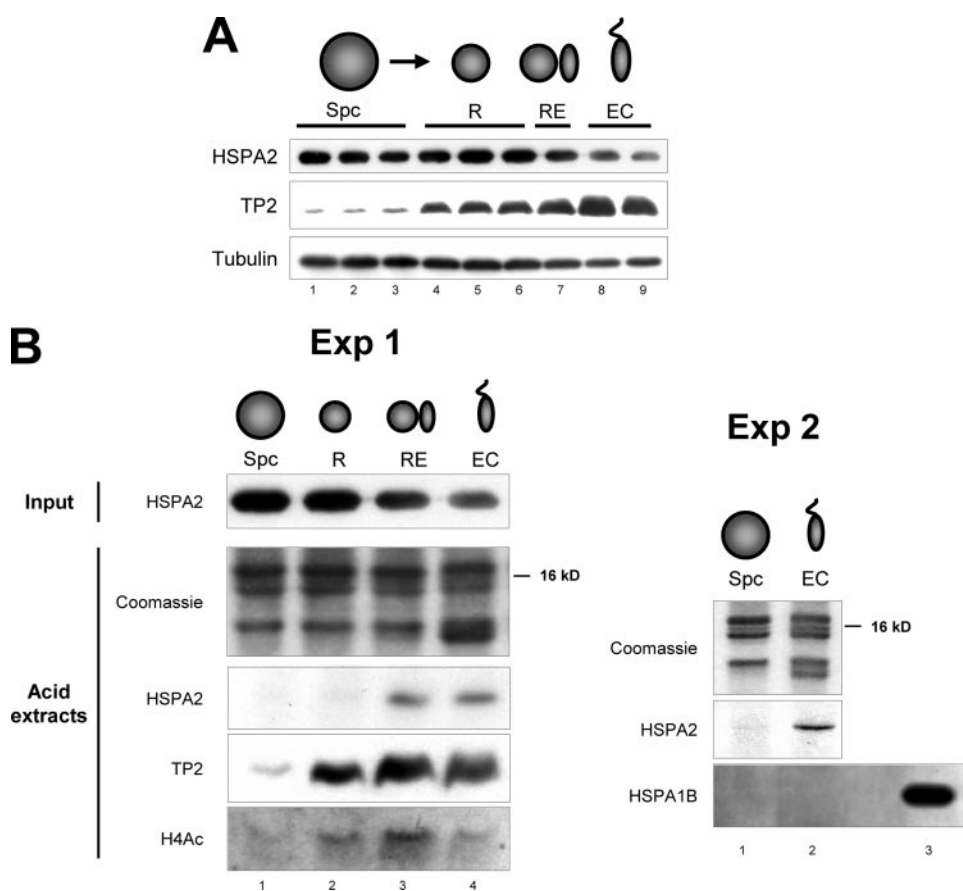 A
Spc R RE EC
HSPA2
TP2
Tubulin
1 2 3 4 5 6 7 8 9
B
Exp 1
Spc R RE EC
Input
HSPA2
Acid extracts
Coomassie
16 kD
HSPA2
TP2
H4Ac
1 2 3 4
Exp 2
Spc EC
Coomassie
16 kD
HSPA2
HSPA1B
1 2 3